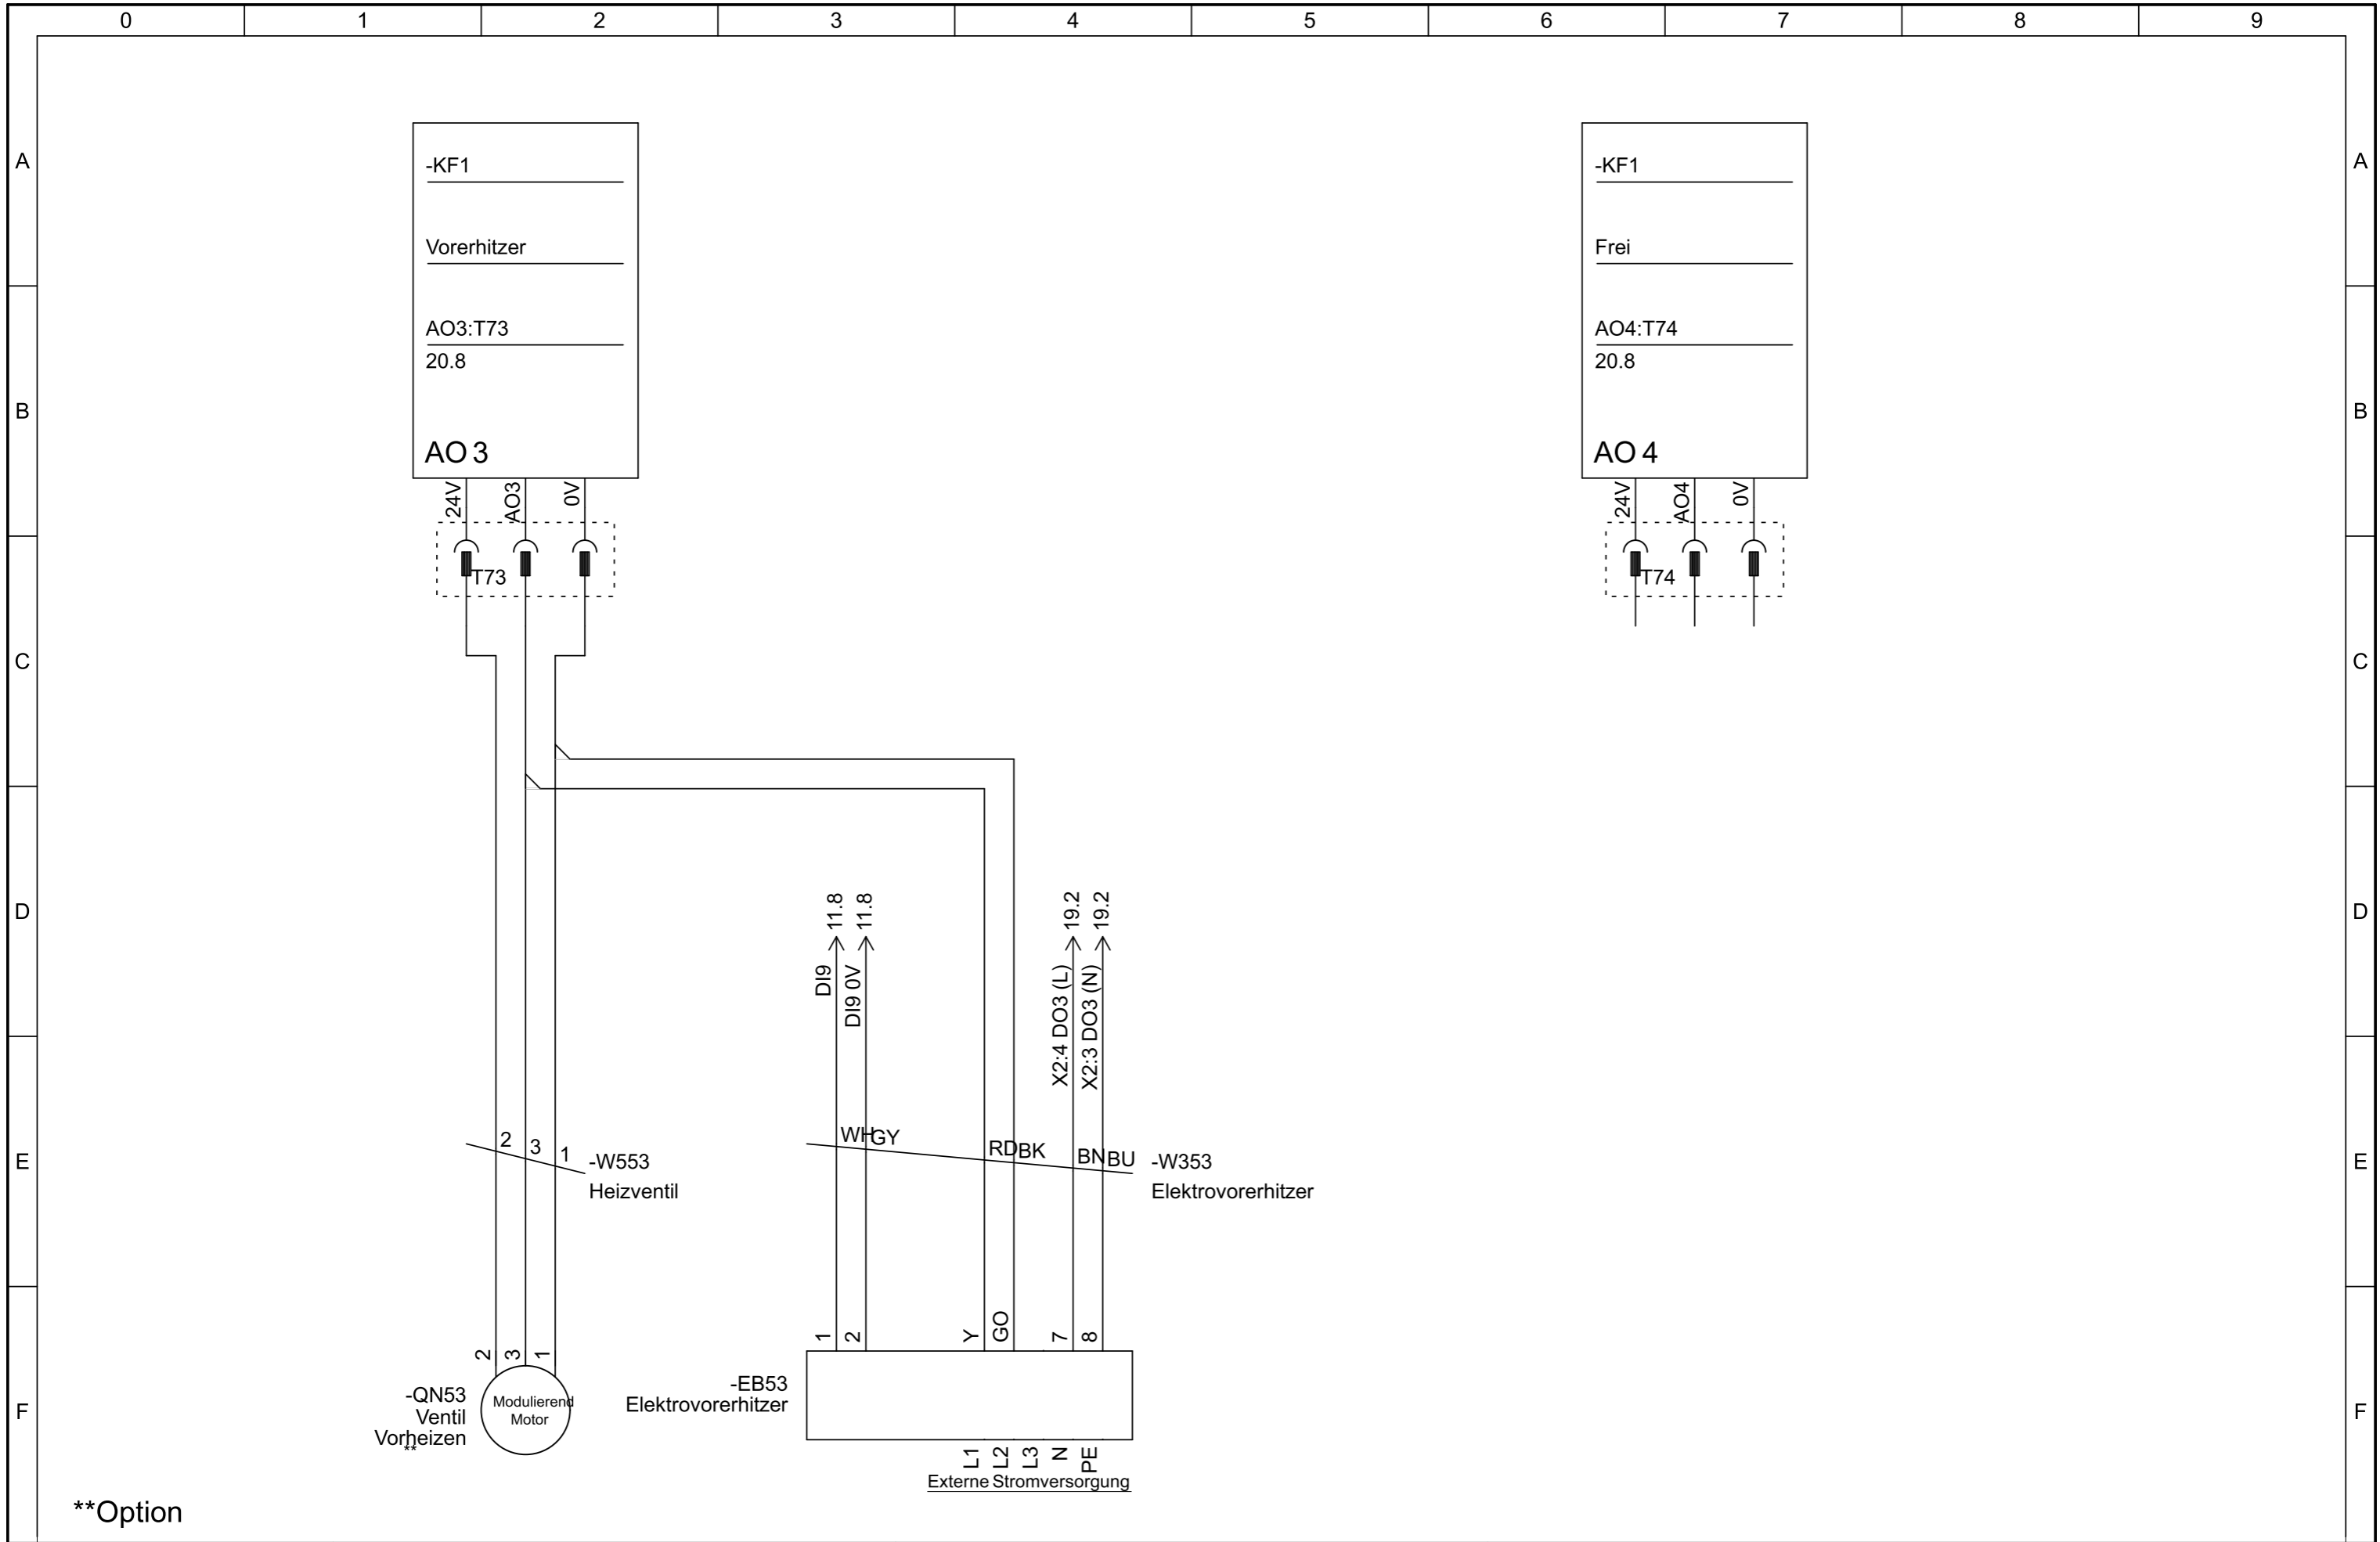 0 1 2 3 4 5 6 7 8 9
A A
-KF1 -KF1
Vorerhitzer Frei
B B
AO3:T73 AO4:T74
20.8 20.8
AO 3 AO 4
24V AO3 0V 24V AO4 0V
T73 T74
C C
D D
11.8 11.8 19.2 19.2
DI9 DI9 0V X2:4 DO3 (L) X2:3 DO3 (N)
E E
2 3 1 -W553
Heizventil
WH GY RD BK BN BU -W353
Elektrovorerhitzer
F F
2 3 1
1 2 Y GO 7 8
-QN53
Ventil
Vorheizen
**
Modulierend
Motor
-EB53
Elektrovorerhitzer
L1 L2 L3 N PE
Externe Stromversorgung
**Option